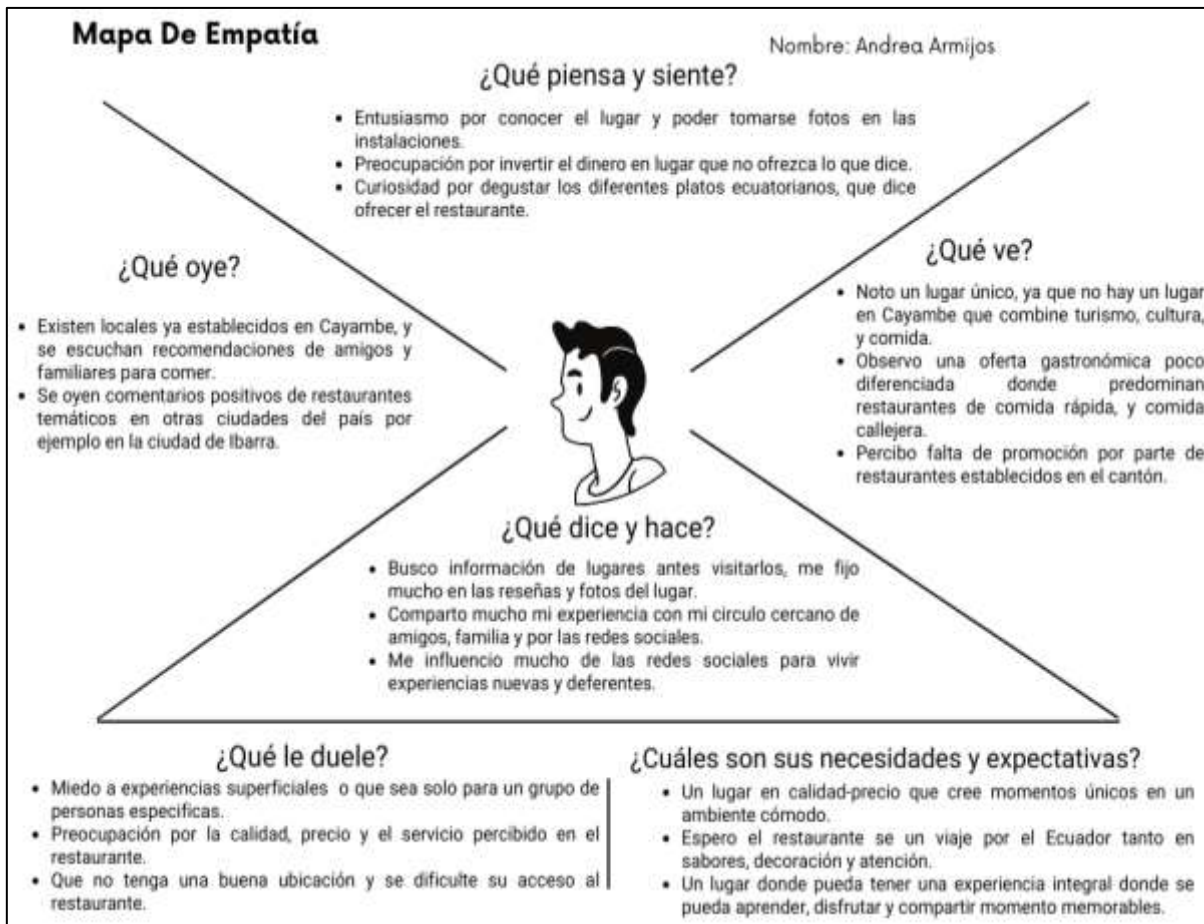 Mapa De Empatía
Nombre: Andrea Armijos
¿Qué piensa y siente?
• Entusiasmo por conocer el lugar y poder tomarse fotos en las
instalaciones.
• Preocupación por invertir el dinero en lugar que no ofrezca lo que dice.
• Curiosidad por degustar los diferentes platos ecuatorianos, que dice
ofrecer el restaurante.
¿Qué oye?
• Existen locales ya establecidos en Cayambe, y
se escuchan recomendaciones de amigos y
familiares para comer.
• Se oyen comentarios positivos de restaurantes
temáticos en otras ciudades del país por
ejemplo en la ciudad de Ibarra.
¿Qué ve?
• Noto un lugar único, ya que no hay un lugar
en Cayambe que combine turismo, cultura,
y comida.
• Observo una oferta gastronómica poco
diferenciada donde predominan
restaurantes de comida rápida, y comida
callejera.
• Percibo falta de promoción por parte de
restaurantes establecidos en el cantón.
¿Qué dice y hace?
• Busco información de lugares antes visitarlos, me fijo
mucho en las reseñas y fotos del lugar.
• Comparto mucho mi experiencia con mi circulo cercano de
amigos, familia y por las redes sociales.
• Me influencio mucho de las redes sociales para vivir
experiencias nuevas y deferentes.
¿Qué le duele?
• Miedo a experiencias superficiales o que sea solo para un grupo de
personas especificas.
• Preocupación por la calidad, precio y el servicio percibido en el
restaurante.
• Que no tenga una buena ubicación y se dificulte su acceso al
restaurante.
¿Cuáles son sus necesidades y expectativas?
• Un lugar en calidad-precio que cree momentos únicos en un
ambiente cómodo.
• Espero el restaurante se un viaje por el Ecuador tanto en
sabores, decoración y atención.
• Un lugar donde pueda tener una experiencia integral donde se
pueda aprender, disfrutar y compartir momento memorables.